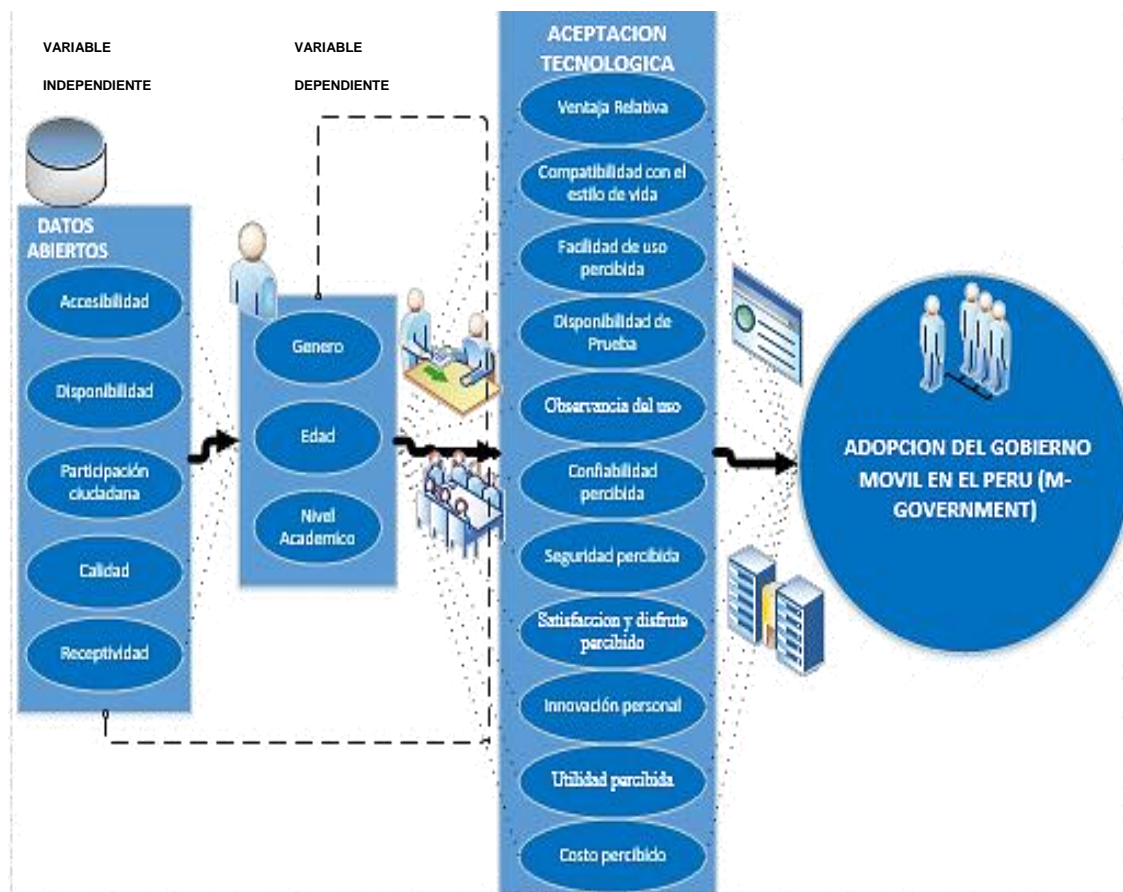 VARIABLE
INDEPENDIENTE
VARIABLE
DEPENDIENTE
DATOS
ABIERTOS
Accesibilidad
Disponibilidad
Participación
ciudadana
Calidad
Receptividad
Genero
Edad
Nivel
Academico
ACEPTACION
TECNOLOGICA
Ventaja Relativa
Compatibilidad con el
estilo de vida
Facilidad de uso
percibida
Disponibilidad de
Prueba
Observancia del uso
Confiabilidad
percibida
Seguridad percibida
Satisfaccion y disfrute
percibido
Innovación personal
Utilidad percibida
Costo percibido
ADOPCION DEL GOBIERNO
MOVIL EN EL PERU (M-
GOVERNMENT)